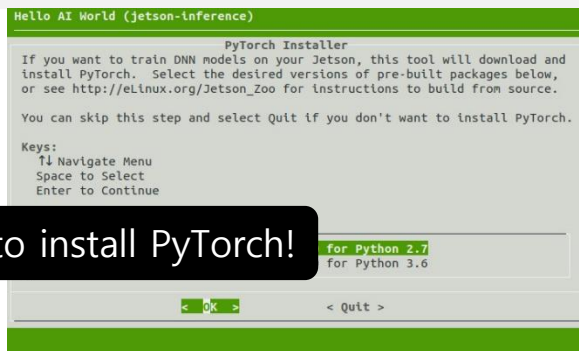 Hello AI World (jetson-inference)
PyTorch Installer
If you want to train DNN models on your Jetson, this tool will download and
install PyTorch.  Select the desired versions of pre-built packages below,
or see http://eLinux.org/Jetson_Zoo for instructions to build from source.
You can skip this step and select Quit if you don't want to install PyTorch.
Keys:
↑↓ Navigate Menu
Space to Select
Enter to Continue
to install PyTorch!
for Python 2.7
for Python 3.6
< OK >
< Quit >